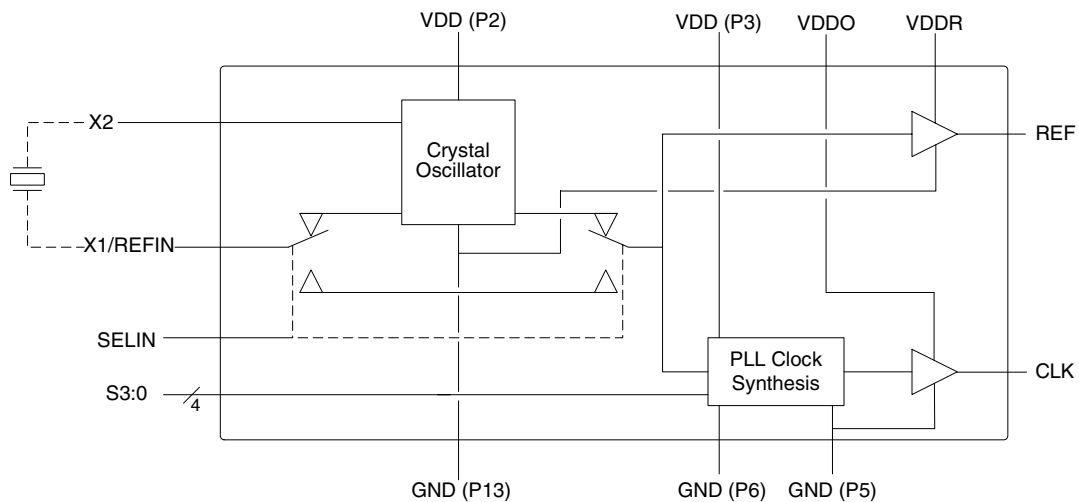 VDD (P2)
VDD (P3)
VDDO
VDDR
X2
Crystal
Oscillator
REF
X1/REFIN
SELIN
PLL Clock
Synthesis
CLK
S3:0
4
GND (P13)
GND (P6)
GND (P5)